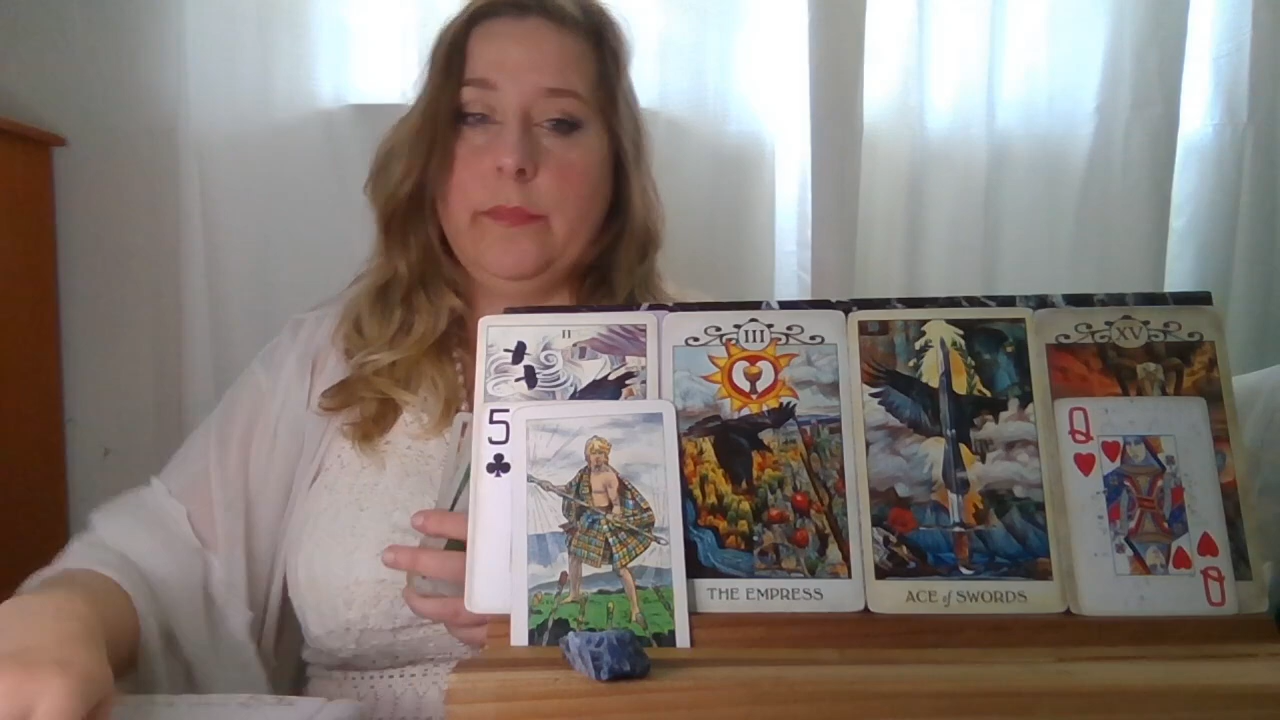 II
5
III
THE EMPRESS
ACE of SWORDS
XV
Q
Q